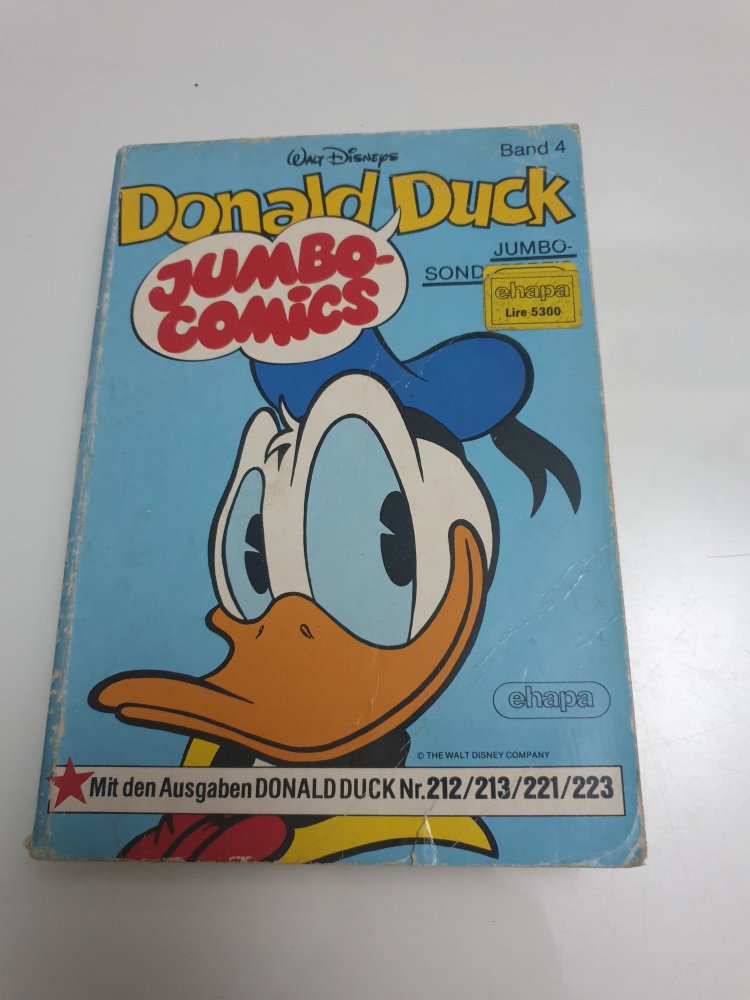 Walt Disneys
Band 4
Donald Duck
JUMBO-
COMICS
JUMBO-
SOND
ehapa
Lire 5300
ehapa
© THE WALT DISNEY COMPANY
Mit den Ausgaben DONALD DUCK Nr. 212/213/221/223